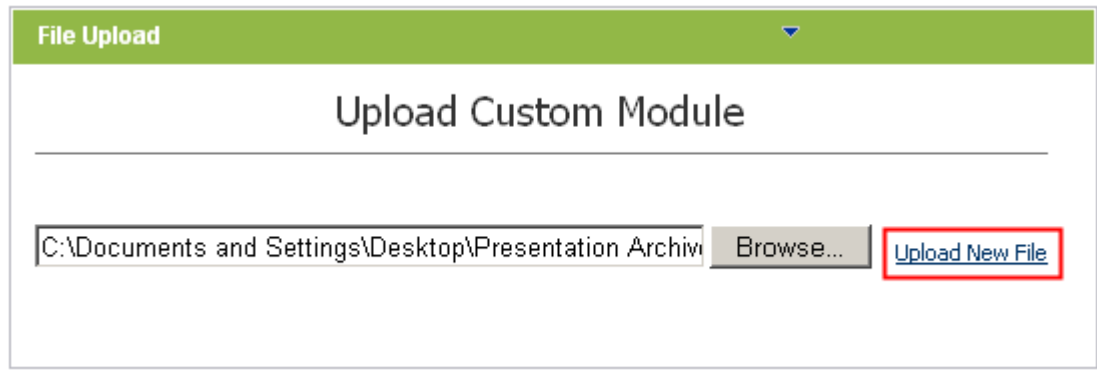 File Upload
Upload Custom Module
C:\Documents and Settings\Desktop\Presentation Archiv
Browse...
Upload New File